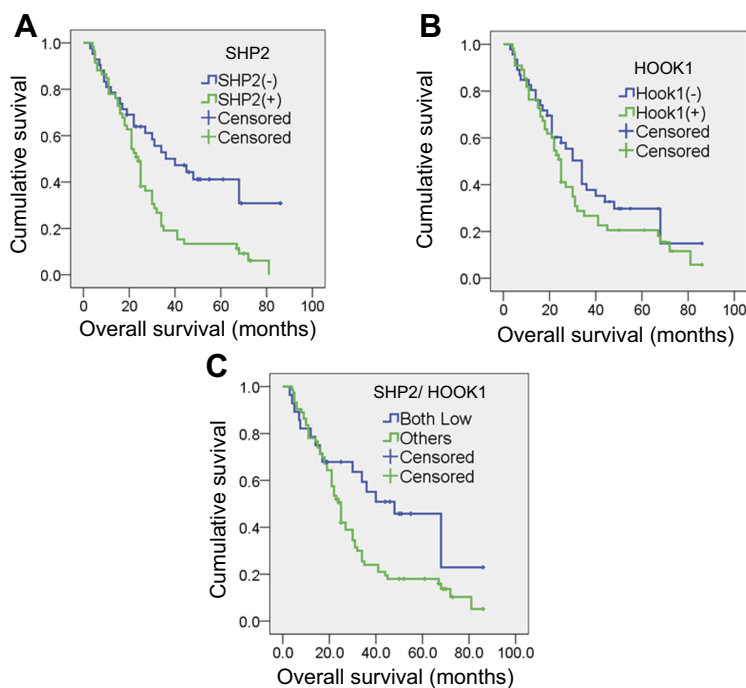 A
SHP2
SHP2(-)
SHP2(+)
Censored
Censored
1.0
0.8
0.6
0.4
0.2
0.0
Cumulative suvival
0
20
40
60
80
100
Overall survival (months)
B
HOOK1
Hook1(-)
Hook1(+)
Censored
Censored
1.0
0.8
0.6
0.4
0.2
0.0
Cumulative suvival
0
20
40
60
80
100
Overall survival (months)
C
SHP2/ HOOK1
Both Low
Others
Censored
Censored
1.0
0.8
0.6
0.4
0.2
0.0
Cumulative suvival
0.0
20.0
40.0
60.0
80.0
100.0
Overall survival (months)